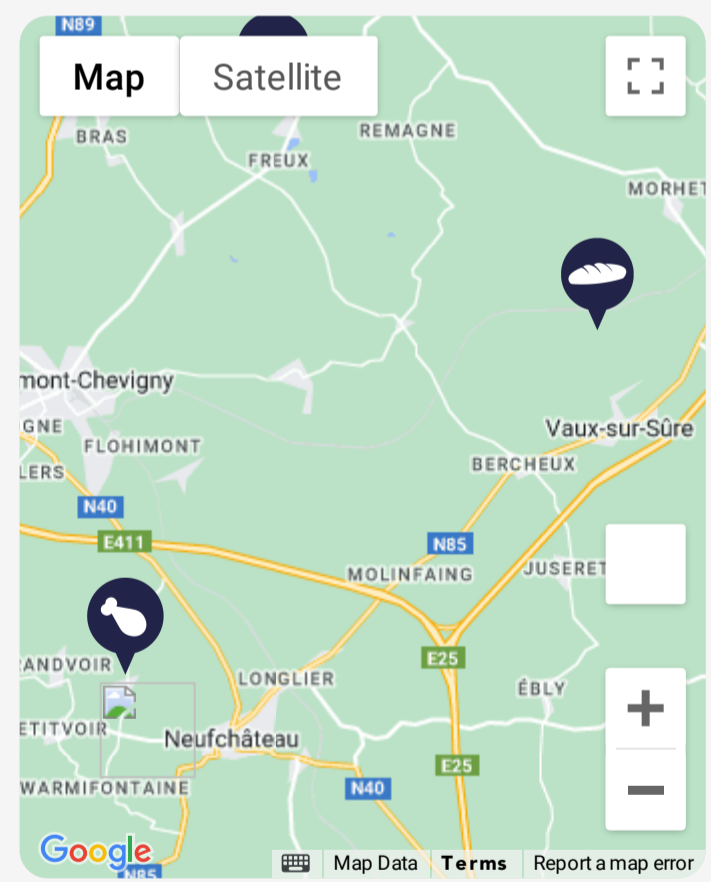 N89
Map
Satellite
BRAS
REMAGNE
FREUX
MORHET
mont-Chevigny
GNE
FLOHIMONT
LERS
Vaux-sur-Sûre
BERCHEUX
N40
E411
N85
MOLINFAING
JUSERET
ANDVOIR
E25
LONGLIER
ÉBLY
ETITVOIR
Neufchâteau
E25
WARMIFONTAINE
N40
Google
N85
Map Data
Terms
Report a map error